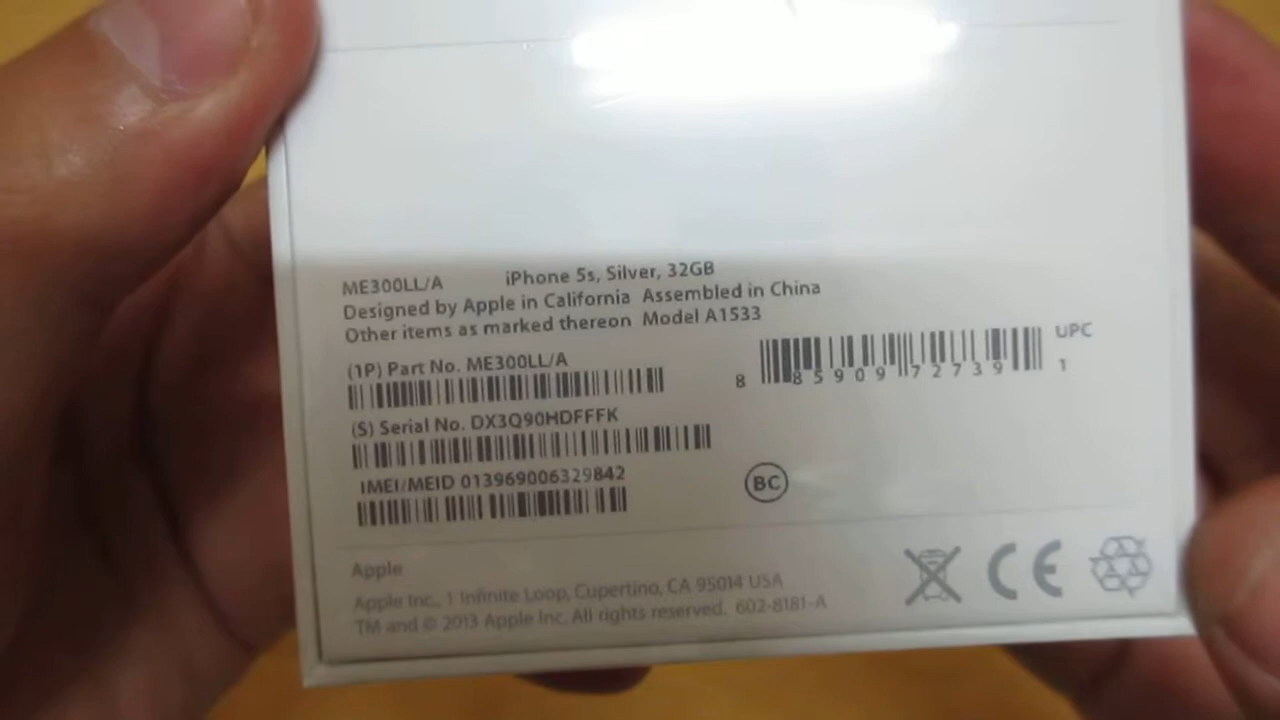 ME300LL/A iPhone 5s, Silver, 32GB
Designed by Apple in California Assembled in China
Other items as marked thereon Model A1533
(1P) Part No. ME300LL/A
UPC
8 85909 72739 1
(S) Serial No. DX3Q90HDFFFK
IMEI/MEID 013969006329842
BC
Apple
Apple Inc., 1 Infinite Loop, Cupertino, CA 95014 USA
TM and © 2013 Apple Inc. All rights reserved. 602-8181-A
CE